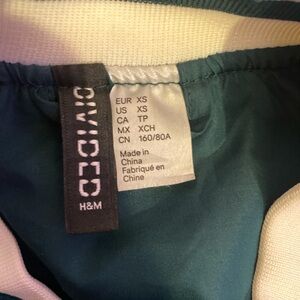 DIVIDED
H&M
EUR XS
US XS
CA TP
MX XCH
CN 160/80A
Made in
China
Fabriqué en
Chine